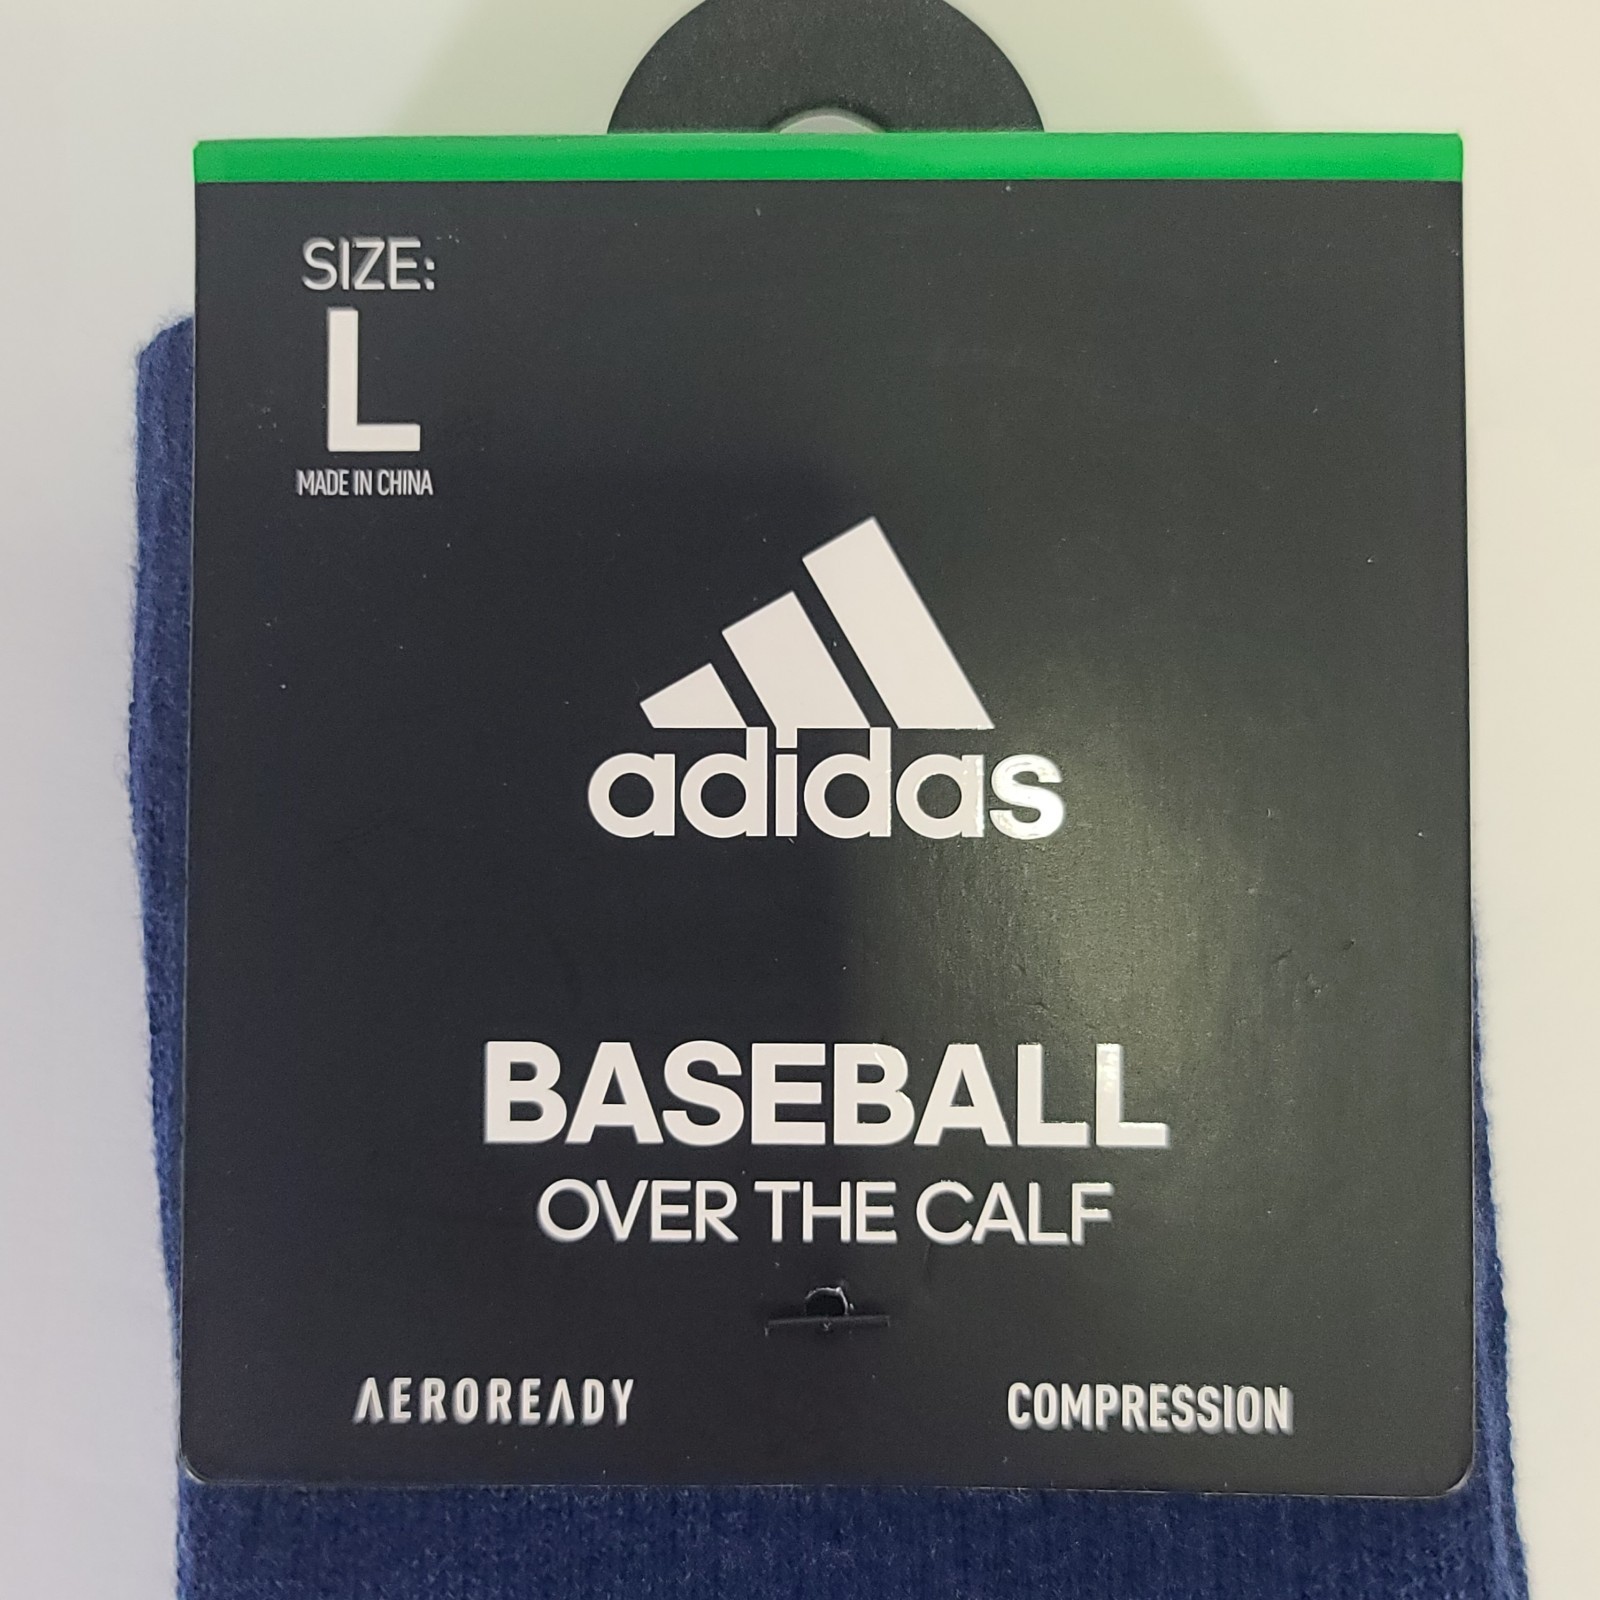 SIZE:
L
MADE IN CHINA
adidas
BASEBALL
OVER THE CALF
AEROREADY
COMPRESSION